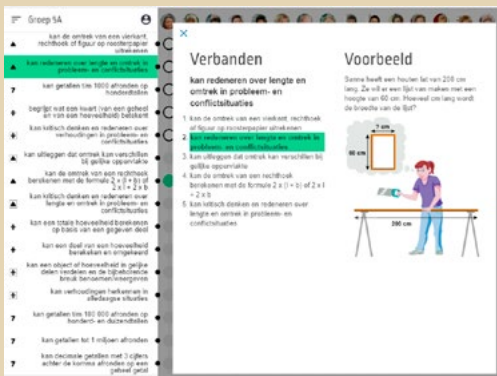 Groep 5A
kan de omtrek van een vierkant,
rechthoek of figuur op roosterpapier
uitrekenen
kan redeneren over lengte en omtrek in
probleem- en conflictsituaties
kan getallen t/m 1000 afronden op
honderdtallen
begrijpt wat een kwart (van een geheel
en van een hoeveelheid) betekent
kan kritisch denken en redeneren over
verhoudingen in probleem- en
conflictsituaties
kan uitleggen dat omtrek kan verschillen
bij gelijke oppervlakte
kan de omtrek van een rechthoek
berekenen met de formule 2 x (l + b) of
2 x l + 2 x b
kan kritisch denken en redeneren over
lengte en omtrek in probleem- en
conflictsituaties
kan een totale hoeveelheid berekenen
op basis van een gegeven deel
kan een deel van een hoeveelheid
berekenen en omgekeerd
kan een object of hoeveelheid in gelijke
delen verdelen en de bijbehorende
breuk benoemen/weergeven
kan verhoudingen herkennen in
alledaagse situaties
kan getallen t/m 100 000 afronden op
honderd- en duizendtallen
kan getallen tot 1 miljoen afronden
kan decimale getallen met 3 cijfers
achter de komma afronden op een
geheel getal
Verbanden
kan redeneren over lengte en
omtrek in probleem- en
conflictsituaties
1 kan de omtrek van een vierkant, rechthoek
of figuur op roosterpapier uitrekenen
2 kan redeneren over lengte en omtrek in
probleem- en conflictsituaties
3 kan uitleggen dat omtrek kan verschillen bij
gelijke oppervlakte
4 kan de omtrek van een rechthoek
berekenen met de formule 2 x (l + b) of 2 x l
+ 2 x b
5 kan kritisch denken en redeneren over
lengte en omtrek in probleem- en
conflictsituaties
Voorbeeld
Sanne heeft een houten lat van 200 cm
lang. Ze wil er een lijst van maken met een
hoogte van 60 cm. Hoeveel cm lang wordt
de breedte van de lijst?
? cm
60 cm
200 cm